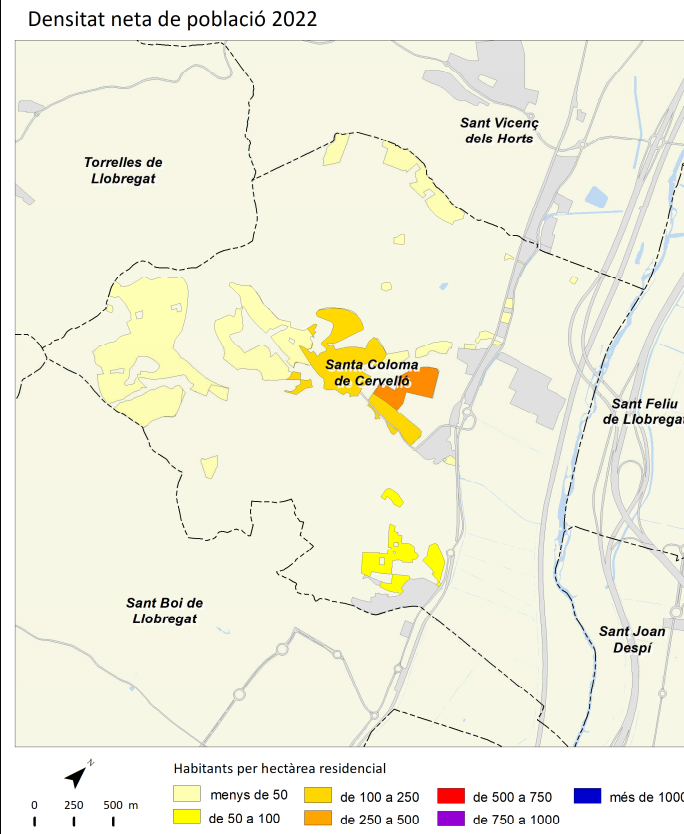 Densitat neta de població 2022
Sant Vicenç
dels Horts
Torrelles de
Llobregat
Santa Coloma
de Cervelló
Sant Feliu
de Llobregat
Sant Boi de
Llobregat
Sant Joan
Despí
N
0 250 500 m
Habitants per hectàrea residencial
menys de 50
de 100 a 250
de 500 a 750
més de 1000
de 50 a 100
de 250 a 500
de 750 a 1000